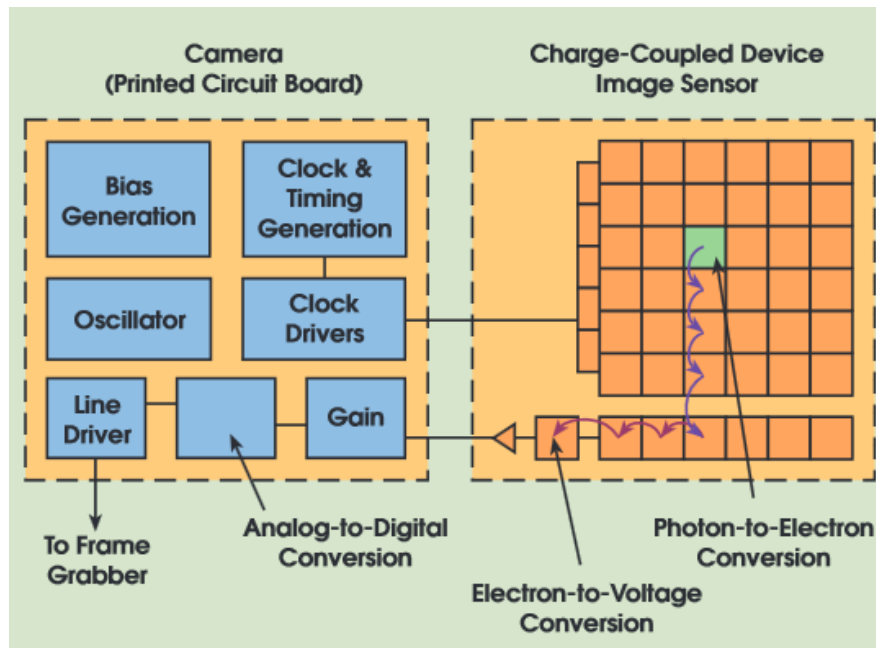 Camera
(Printed Circuit Board)
Charge-Coupled Device
Image Sensor
Bias
Generation
Clock &
Timing
Generation
Oscillator
Clock
Drivers
Line
Driver
Gain
To Frame
Grabber
Analog-to-Digital
Conversion
Electron-to-Voltage
Conversion
Photon-to-Electron
Conversion